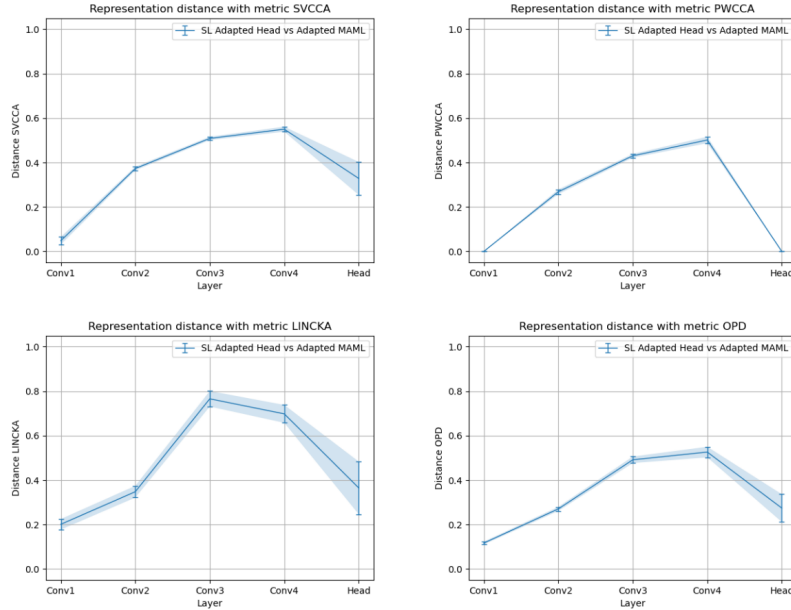 Representation distance with metric SVCCA
SL Adapted Head vs Adapted MAML
1.0
0.8
0.6
0.4
0.2
0.0
Distance SVCCA
Conv1 Conv2 Conv3 Conv4 Head
Layer
Representation distance with metric PWCCA
SL Adapted Head vs Adapted MAML
1.0
0.8
0.6
0.4
0.2
0.0
Distance PWCCA
Conv1 Conv2 Conv3 Conv4 Head
Layer
Representation distance with metric LINCKA
SL Adapted Head vs Adapted MAML
1.0
0.8
0.6
0.4
0.2
0.0
Distance LINCKA
Conv1 Conv2 Conv3 Conv4 Head
Layer
Representation distance with metric OPD
SL Adapted Head vs Adapted MAML
1.0
0.8
0.6
0.4
0.2
0.0
Distance OPD
Conv1 Conv2 Conv3 Conv4 Head
Layer